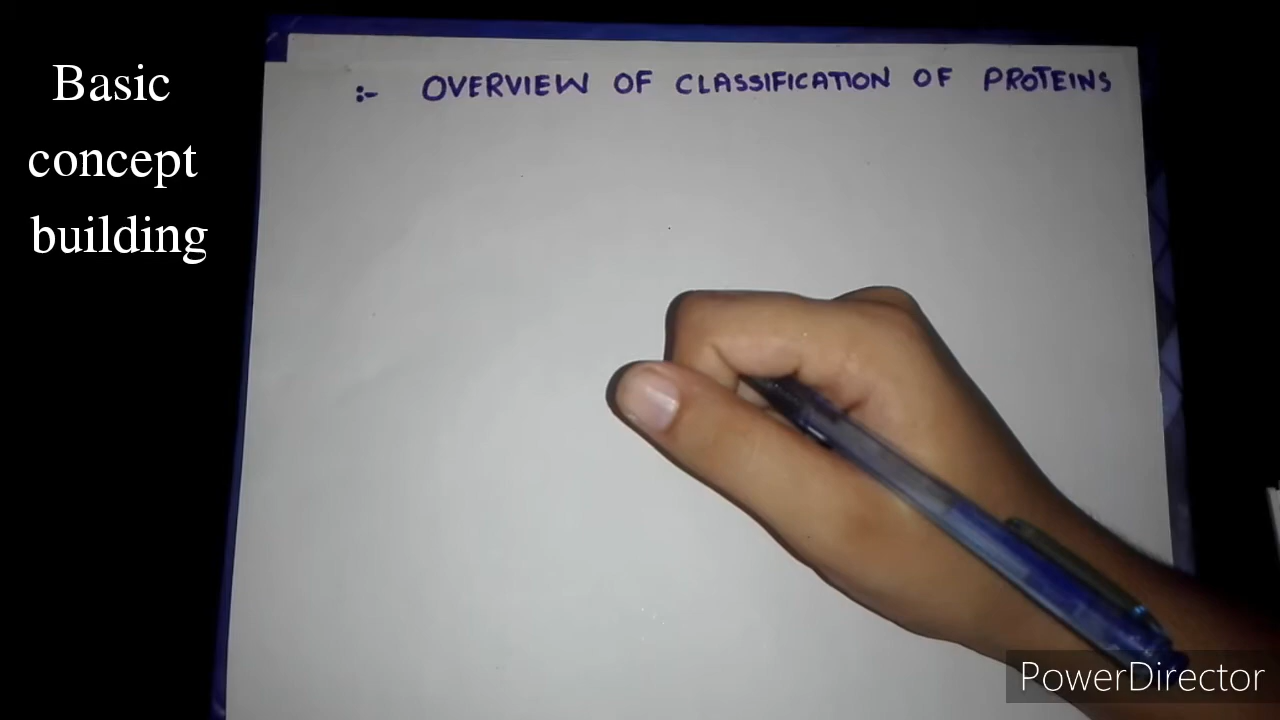 Basic
concept
building
:- OVERVIEW OF CLASSIFICATION OF PROTEINS
PowerDirector